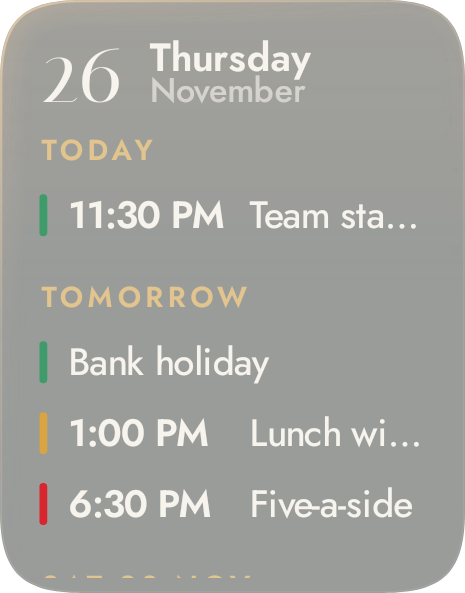 26 Thursday
November
TODAY
11:30 PM Team sta...
TOMORROW
Bank holiday
1:00 PM Lunch wi...
6:30 PM Five-a-side